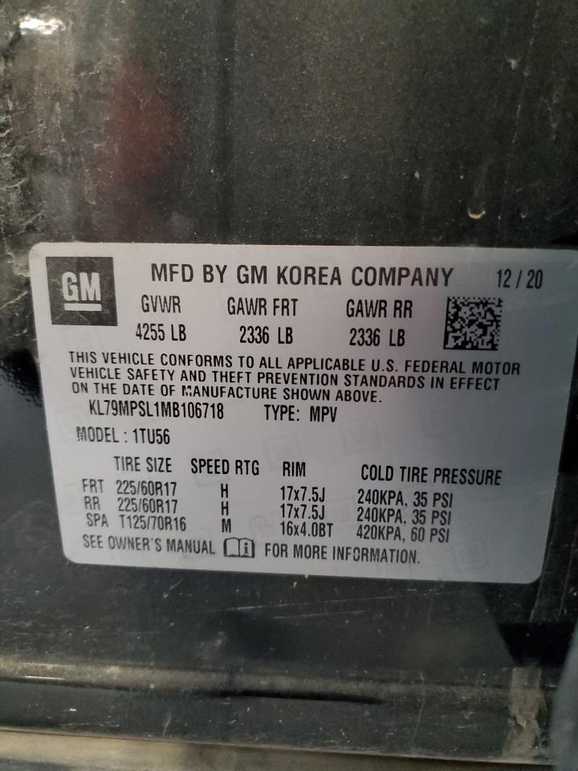 GM MFD BY GM KOREA COMPANY 12/20
GVWR GAWR FRT GAWR RR
4255 LB 2336 LB 2336 LB
THIS VEHICLE CONFORMS TO ALL APPLICABLE U.S. FEDERAL MOTOR
VEHICLE SAFETY AND THEFT PREVENTION STANDARDS IN EFFECT
ON THE DATE OF MANUFACTURE SHOWN ABOVE.
KL79MPSL1MB106718 TYPE: MPV
MODEL : 1TU56
TIRE SIZE SPEED RTG RIM COLD TIRE PRESSURE
FRT 225/60R17 H 17x7.5J 240KPA, 35 PSI
RR 225/60R17 H 17x7.5J 240KPA, 35 PSI
SPA T125/70R16 M 16x4.0BT 420KPA, 60 PSI
SEE OWNER'S MANUAL FOR MORE INFORMATION.